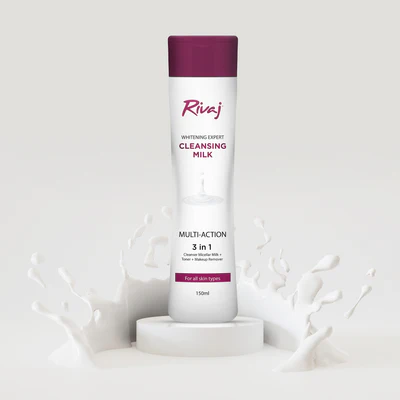 Rivaj
WHITENING EXPERT
CLEANSING
MILK
MULTI-ACTION
3 in 1
Cleanse Micellar Milk +
Toner + Makeup Remover
For all skin types
150ml